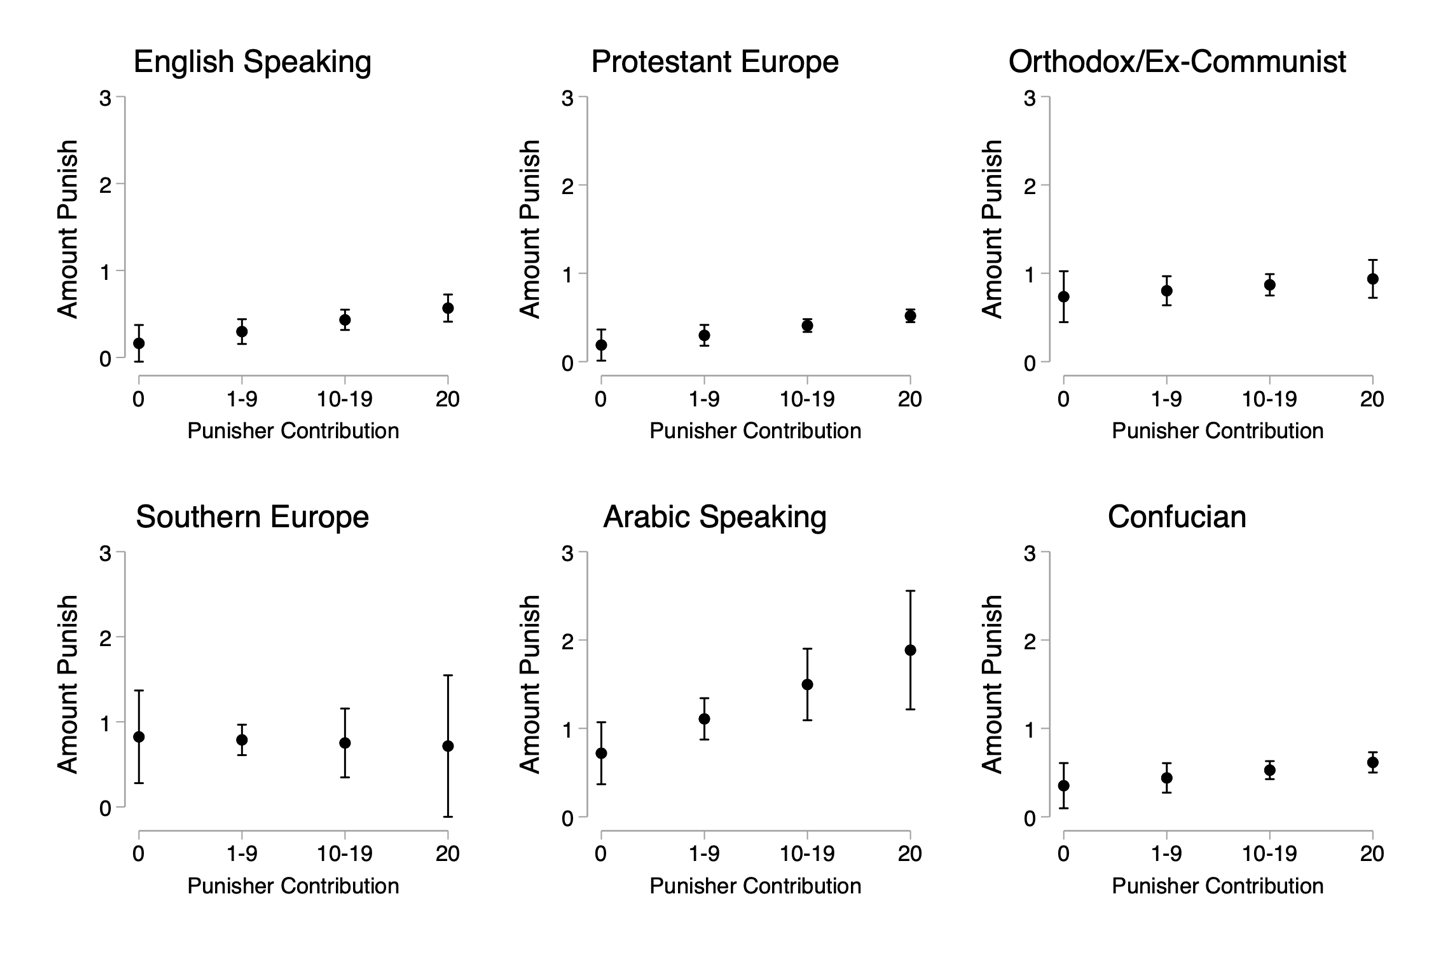 English Speaking
3
2
1
0
Amount Punish
0 1-9 10-19 20
Punisher Contribution
Protestant Europe
3
2
1
0
Amount Punish
0 1-9 10-19 20
Punisher Contribution
Orthodox/Ex-Communist
3
2
1
0
Amount Punish
0 1-9 10-19 20
Punisher Contribution
Southern Europe
3
2
1
0
Amount Punish
0 1-9 10-19 20
Punisher Contribution
Arabic Speaking
3
2
1
0
Amount Punish
0 1-9 10-19 20
Punisher Contribution
Confucian
3
2
1
0
Amount Punish
0 1-9 10-19 20
Punisher Contribution